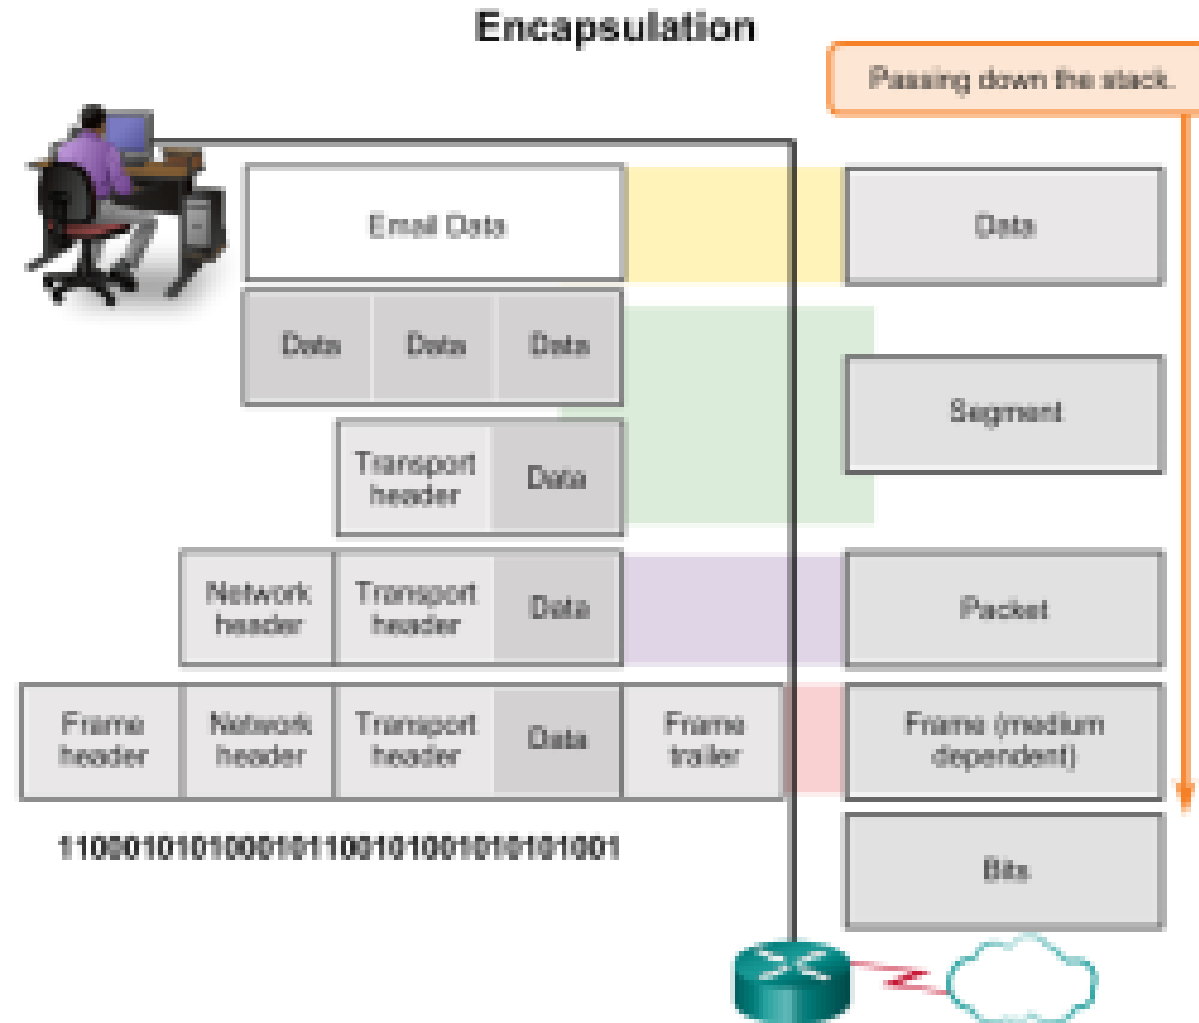 Encapsulation
Passing down the stack.
Email Data
Data
Data Data Data
Segment
Transport
header
Data
Network
header
Transport
header
Data
Packet
Frame
header
Network
header
Transport
header
Data
Frame
trailer
Frame (medium
dependent)
Bits